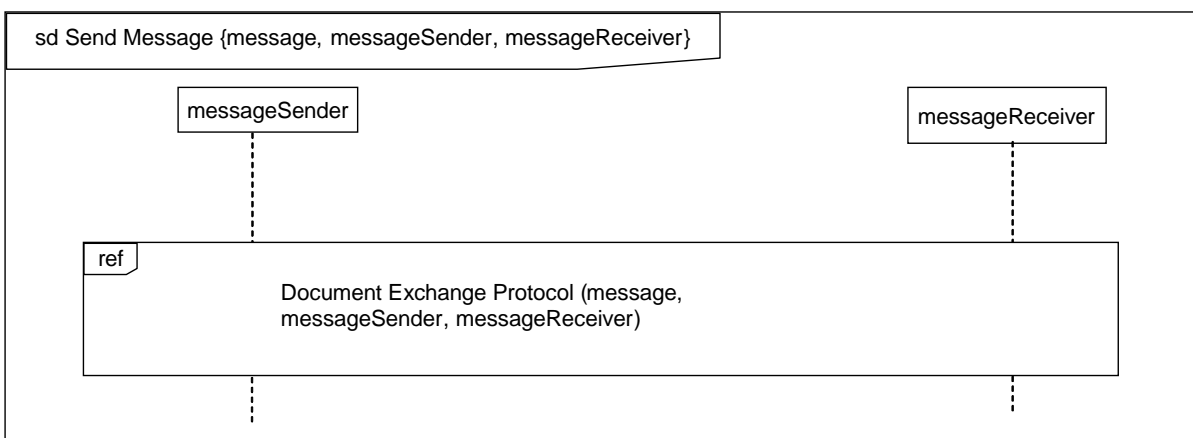 sd Send Message {message, messageSender, messageReceiver}
messageSender
messageReceiver
ref
Document Exchange Protocol (message,
messageSender, messageReceiver)